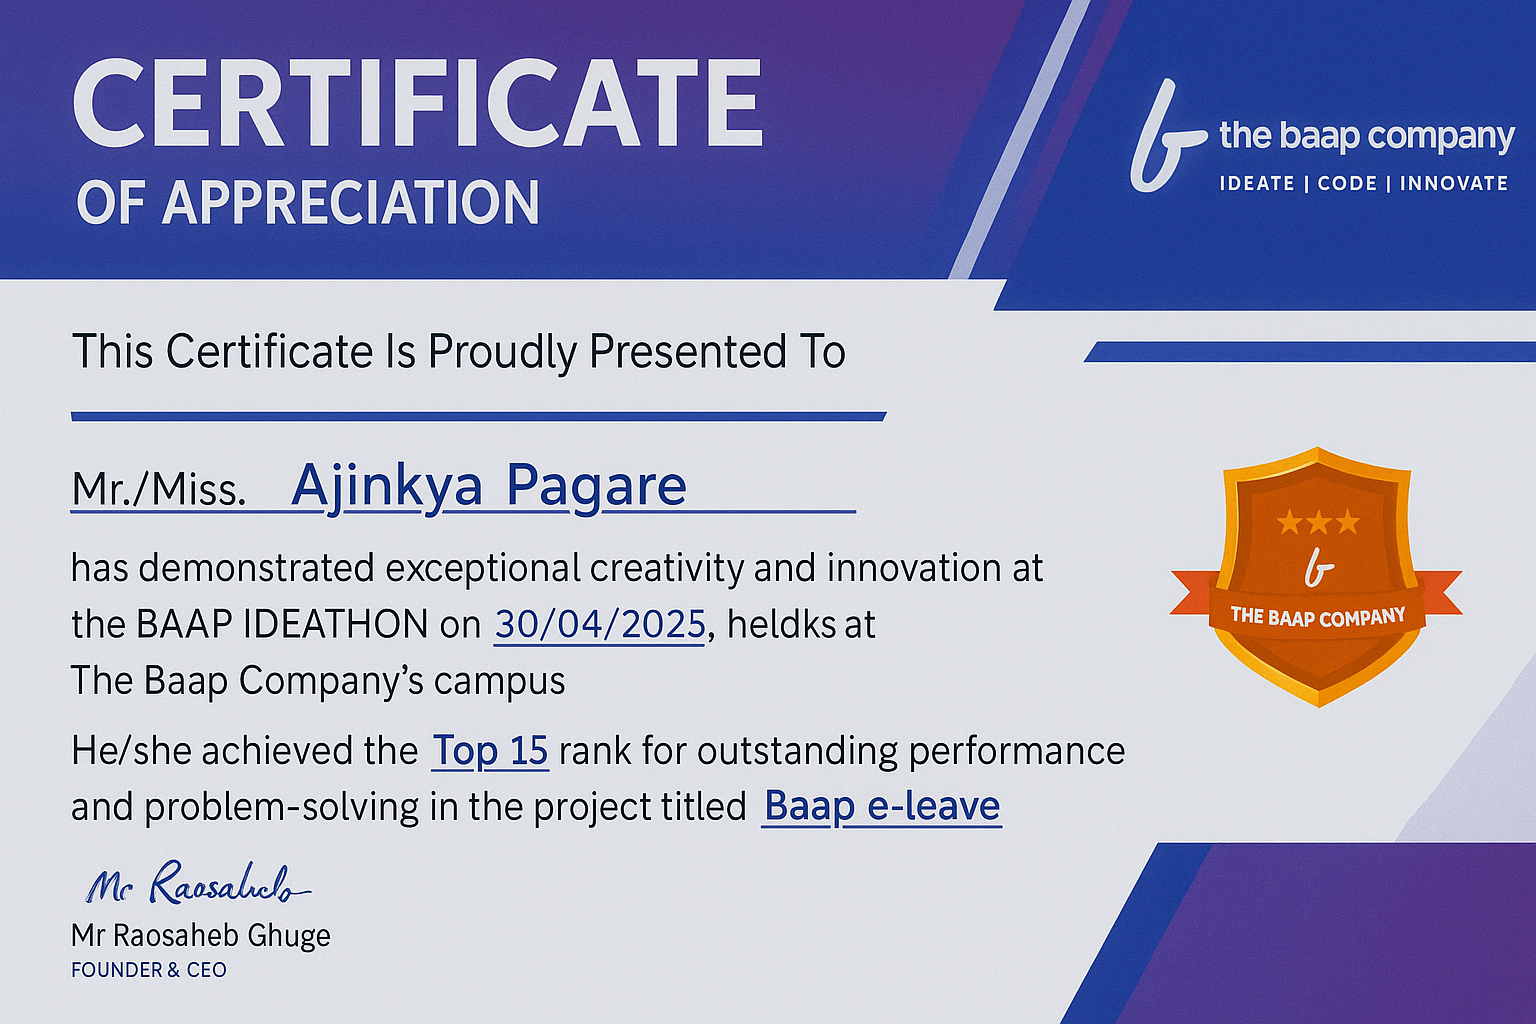 CERTIFICATE
OF APPRECIATION
the baap company
IDEATE | CODE | INNOVATE
This Certificate Is Proudly Presented To
Mr./Miss. Ajinkya Pagare
has demonstrated exceptional creativity and innovation at
the BAAP IDEATHON on 30/04/2025, heldks at
The Baap Company’s campus
He/she achieved the Top 15 rank for outstanding performance
and problem-solving in the project titled Baap e-leave
THE BAAP COMPANY
Mr Raosaheb
Mr Raosaheb Ghuge
FOUNDER & CEO